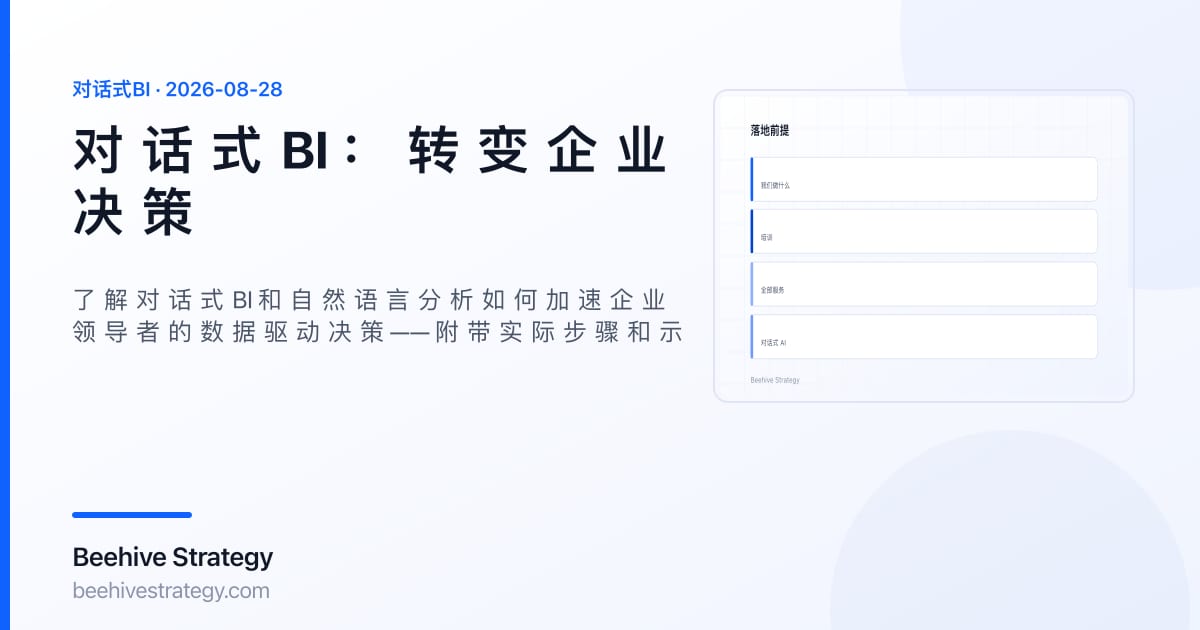 对话式BI · 2026-08-28
对话式BI：转变企业
决策
了解对话式BI和自然语言分析如何加速企业
领导者的数据驱动决策——附带实际步骤和示
Beehive Strategy
beehivestrategy.com
落地前提
我们做什么
培训
全部服务
对话式 AI
Beehive Strategy